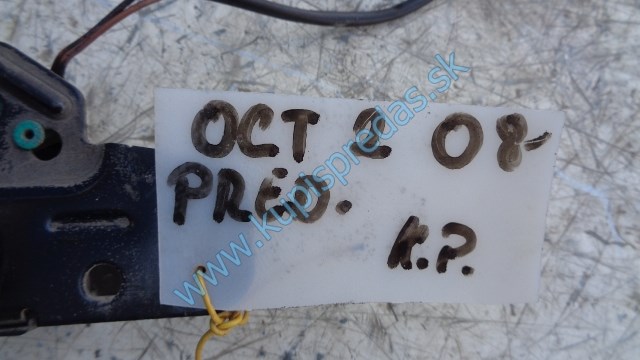 OCT 2 08-
PRED.
K.P.
www.kupispredas.sk